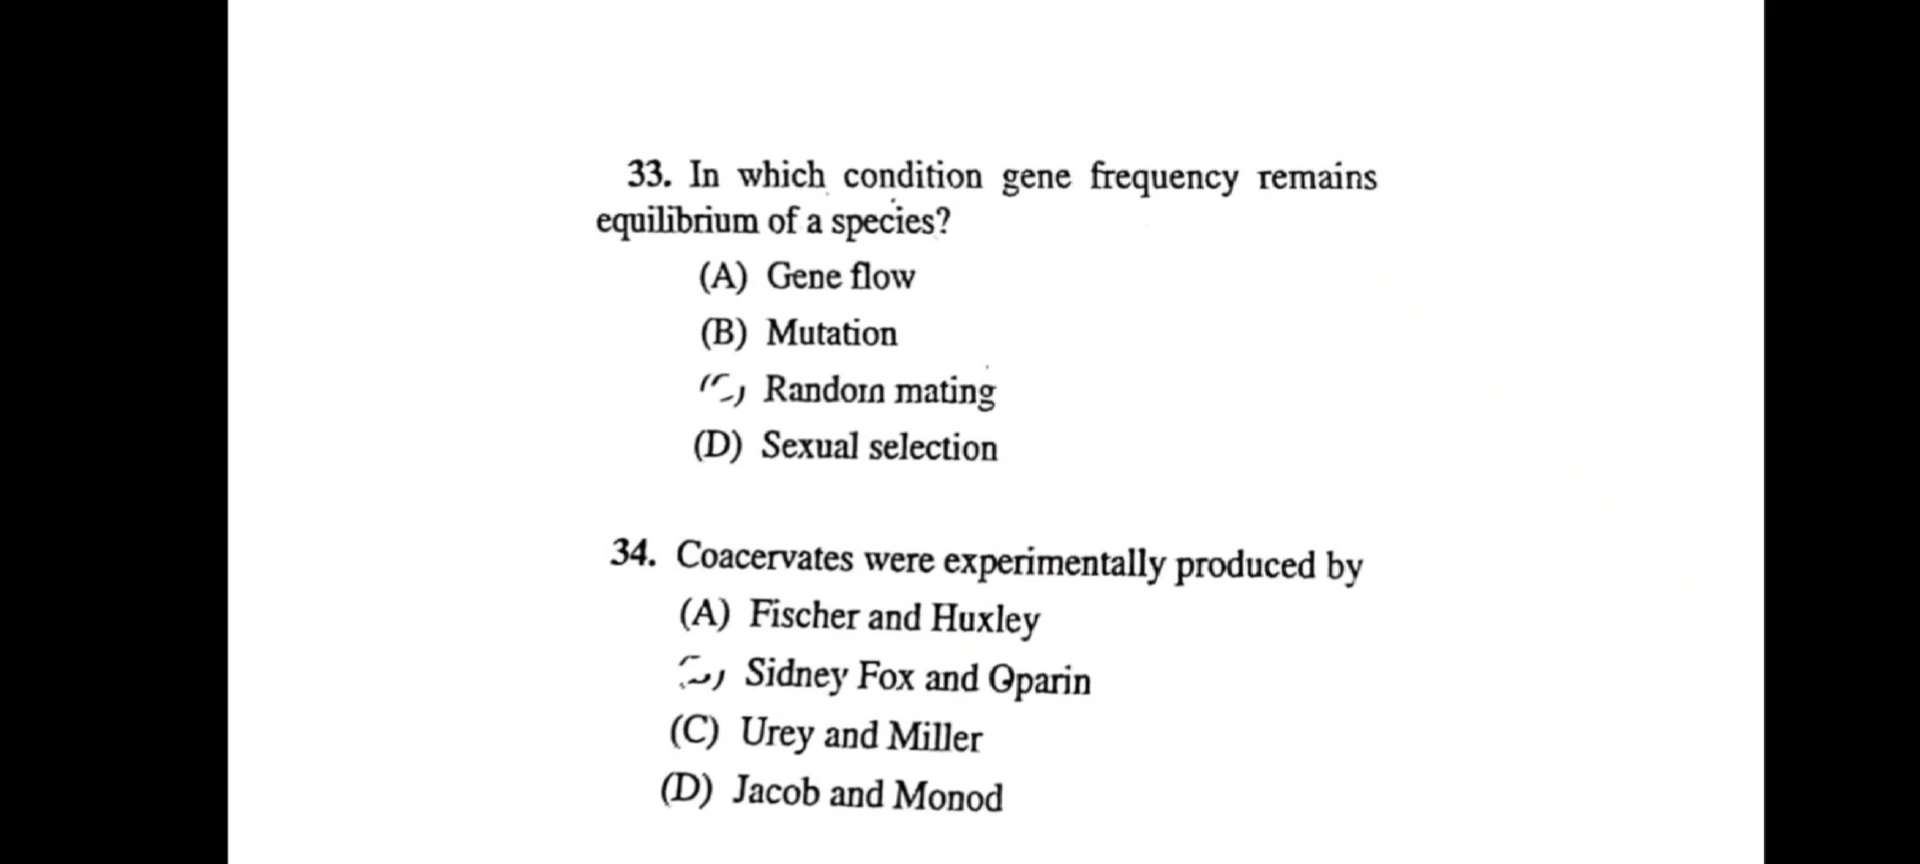 33. In which condition gene frequency remains
equilibrium of a species?
(A) Gene flow
(B) Mutation
Random mating
(D) Sexual selection
34. Coacervates were experimentally produced by
(A) Fischer and Huxley
Sidney Fox and Oparin
(C) Urey and Miller
(D) Jacob and Monod